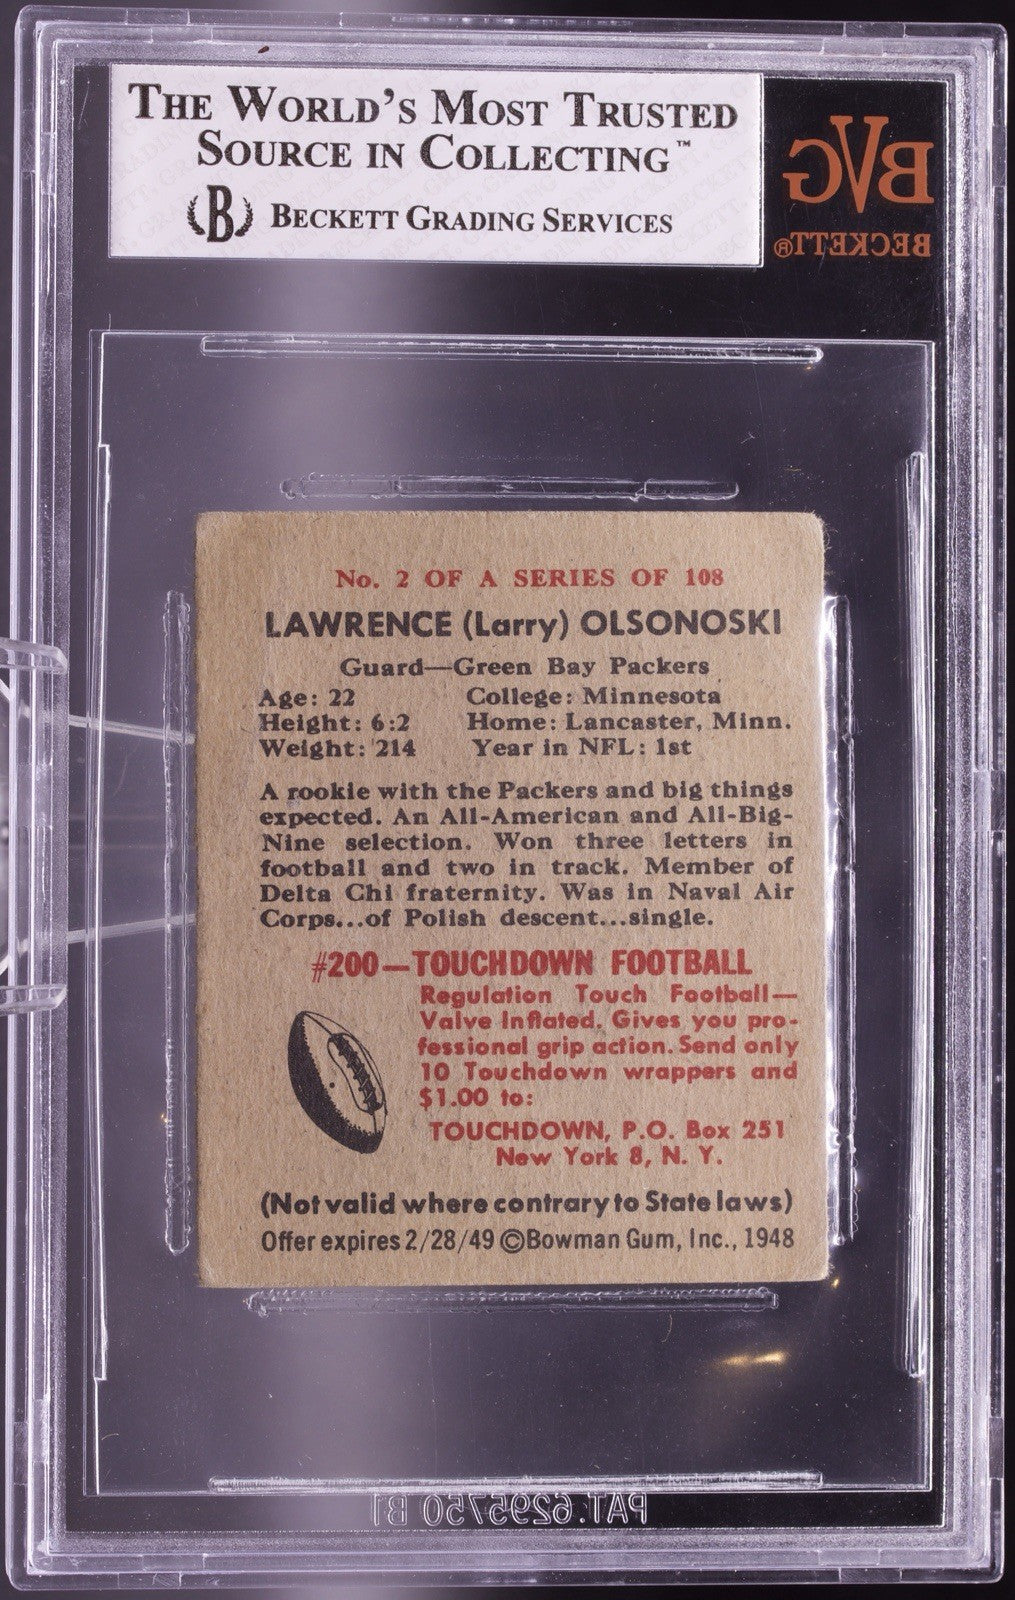 THE WORLD'S MOST TRUSTED
SOURCE IN COLLECTING™
B BECKETT GRADING SERVICES
BVG
BECKETT®
No. 2 OF A SERIES OF 108
LAWRENCE (Larry) OLSONOSKI
Guard—Green Bay Packers
Age: 22 College: Minnesota
Height: 6:2 Home: Lancaster, Minn.
Weight: 214 Year in NFL: 1st
A rookie with the Packers and big things
expected. An All-American and All-Big-
Nine selection. Won three letters in
football and two in track. Member of
Delta Chi fraternity. Was in Naval Air
Corps...of Polish descent...single.
#200—TOUCHDOWN FOOTBALL
Regulation Touch Football—
Valve Inflated. Gives you pro-
fessional grip action. Send only
10 Touchdown wrappers and
$1.00 to:
TOUCHDOWN, P.O. Box 251
New York 8, N. Y.
(Not valid where contrary to State laws)
Offer expires 2/28/49 ©Bowman Gum, Inc., 1948
PAT. 6295750 B1